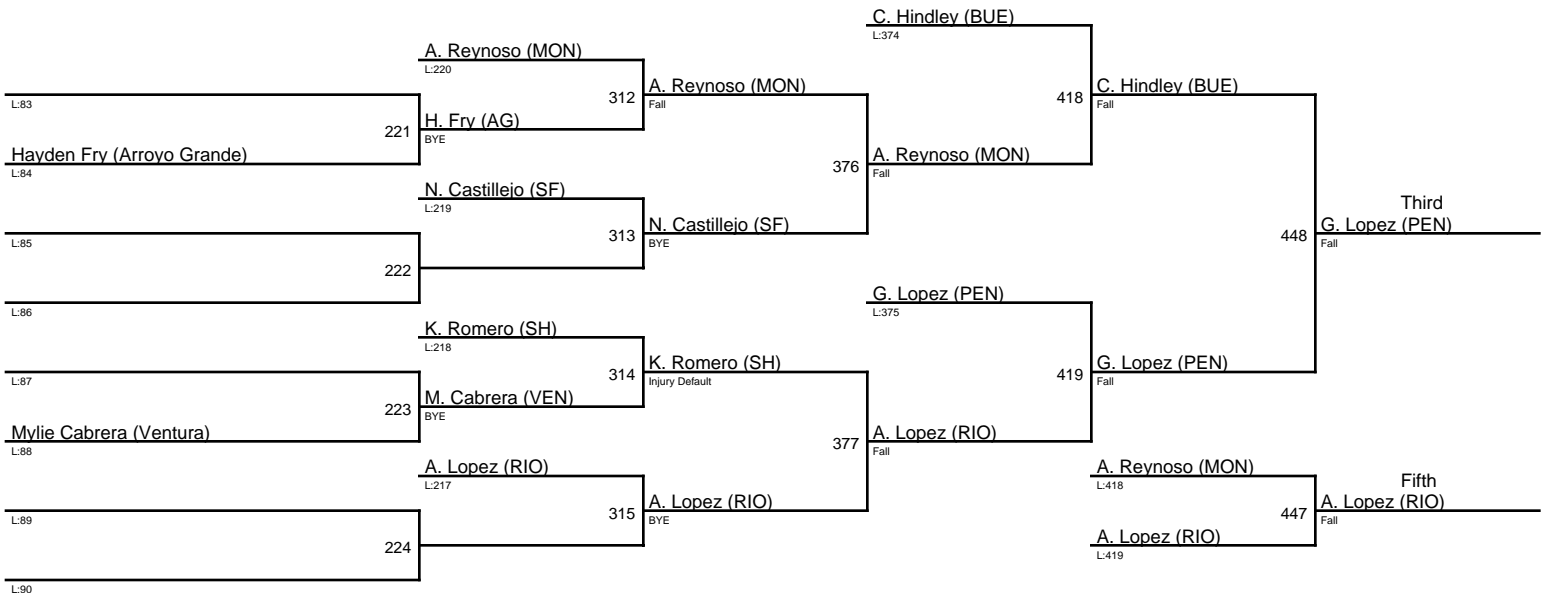 C. Hindley (BUE)
L:374
A. Reynoso (MON)
L:220
312
A. Reynoso (MON)
Fall
418
C. Hindley (BUE)
Fall
L:83
221
H. Fry (AG)
BYE
Hayden Fry (Arroyo Grande)
L:84
376
A. Reynoso (MON)
Fall
N. Castillejo (SF)
L:219
313
N. Castillejo (SF)
BYE
L:85
222
L:86
448
Third
G. Lopez (PEN)
Fall
G. Lopez (PEN)
L:375
K. Romero (SH)
L:218
314
K. Romero (SH)
Injury Default
419
G. Lopez (PEN)
Fall
L:87
223
M. Cabrera (VEN)
BYE
Mylie Cabrera (Ventura)
L:88
377
A. Lopez (RIO)
Fall
A. Lopez (RIO)
L:217
315
A. Lopez (RIO)
BYE
L:89
224
L:90
A. Reynoso (MON)
L:418
447
Fifth
A. Lopez (RIO)
Fall
A. Lopez (RIO)
L:419